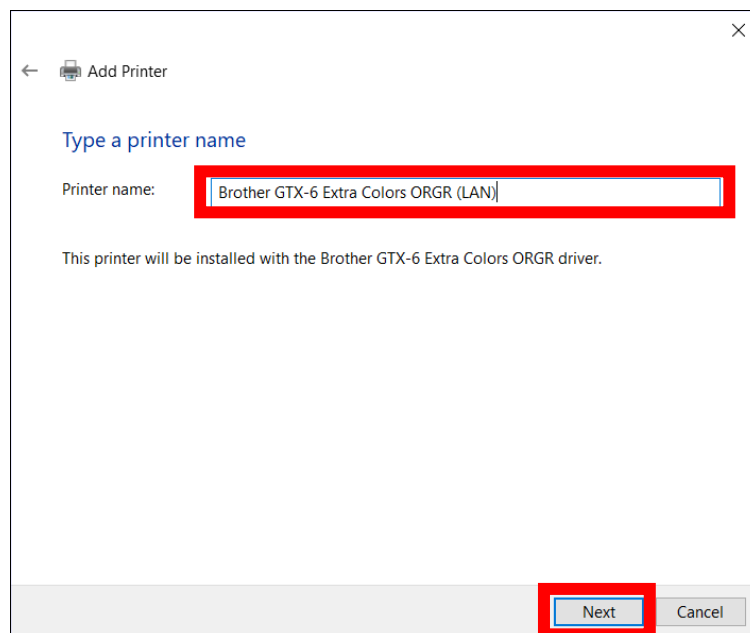 Add Printer
Type a printer name
Printer name: Brother GTX-6 Extra Colors ORGR (LAN)
This printer will be installed with the Brother GTX-6 Extra Colors ORGR driver.
Next Cancel